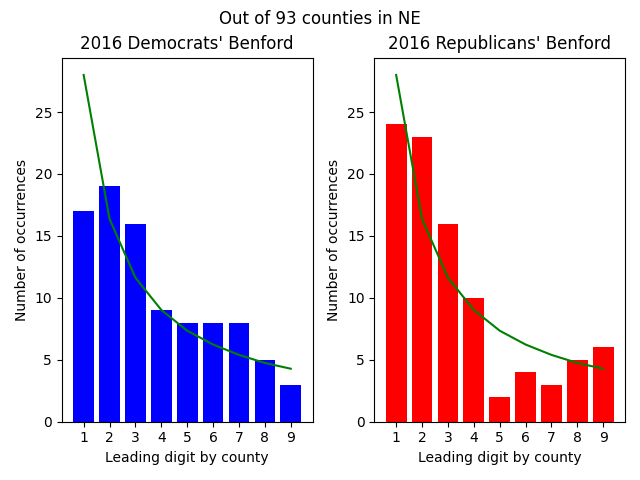 Out of 93 counties in NE
2016 Democrats' Benford
2016 Republicans' Benford
Number of occurrences
25
20
15
10
5
0
1 2 3 4 5 6 7 8 9
Leading digit by county
Number of occurrences
25
20
15
10
5
0
1 2 3 4 5 6 7 8 9
Leading digit by county